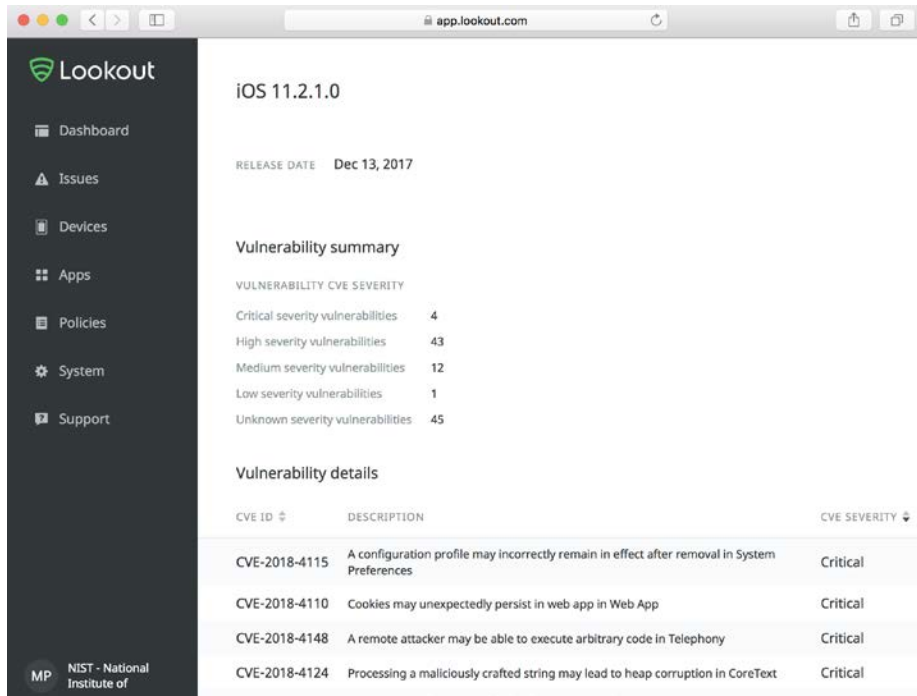 app.lookout.com
Lookout
Dashboard
Issues
Devices
Apps
Policies
System
Support
MP
NIST - National
Institute of
iOS 11.2.1.0
RELEASE DATE Dec 13, 2017
Vulnerability summary
VULNERABILITY CVE SEVERITY
Critical severity vulnerabilities 4
High severity vulnerabilities 43
Medium severity vulnerabilities 12
Low severity vulnerabilities 1
Unknown severity vulnerabilities 45
Vulnerability details
CVE ID DESCRIPTION CVE SEVERITY
CVE-2018-4115 A configuration profile may incorrectly remain in effect after removal in System Critical
Preferences
CVE-2018-4110 Cookies may unexpectedly persist in web app in Web App Critical
CVE-2018-4148 A remote attacker may be able to execute arbitrary code in Telephony Critical
CVE-2018-4124 Processing a maliciously crafted string may lead to heap corruption in CoreText Critical